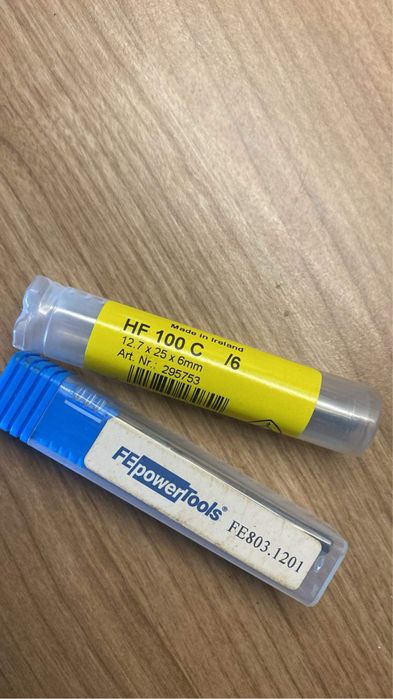 Made in Ireland
HF 100 C /6
12.7 x 25 x 6mm
Art. Nr.: 295753
FEpowerTools®
FE803.1201